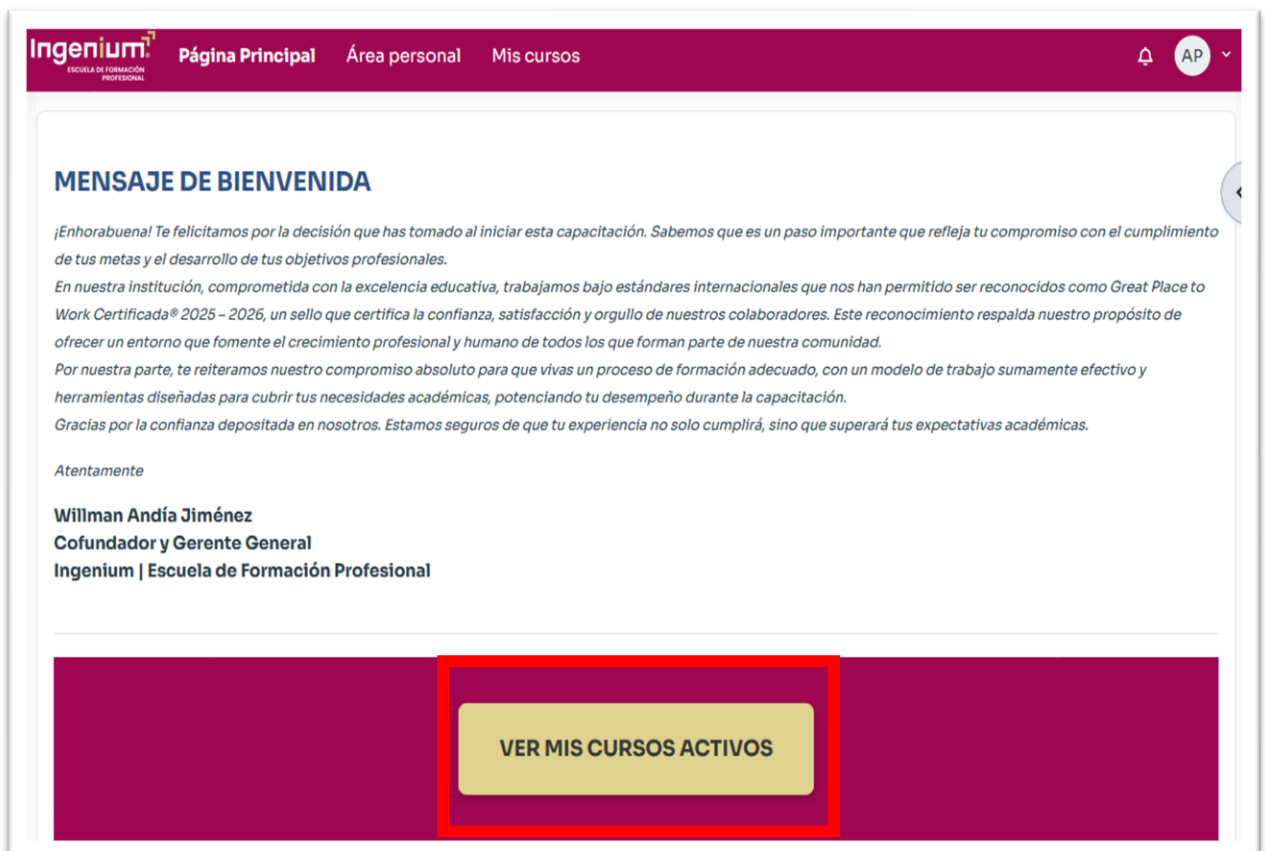 Ingenium
ESCUELA DE FORMACIÓN
PROFESIONAL
Página Principal Área personal Mis cursos
AP
MENSAJE DE BIENVENIDA
¡Enhorabuena! Te felicitamos por la decisión que has tomado al iniciar esta capacitación. Sabemos que es un paso importante que refleja tu compromiso con el cumplimiento
de tus metas y el desarrollo de tus objetivos profesionales.
En nuestra institución, comprometida con la excelencia educativa, trabajamos bajo estándares internacionales que nos han permitido ser reconocidos como Great Place to
Work Certificada® 2025 – 2026, un sello que certifica la confianza, satisfacción y orgullo de nuestros colaboradores. Este reconocimiento respalda nuestro propósito de
ofrecer un entorno que fomente el crecimiento profesional y humano de todos los que forman parte de nuestra comunidad.
Por nuestra parte, te reiteramos nuestro compromiso absoluto para que vivas un proceso de formación adecuado, con un modelo de trabajo sumamente efectivo y
herramientas diseñadas para cubrir tus necesidades académicas, potenciando tu desempeño durante la capacitación.
Gracias por la confianza depositada en nosotros. Estamos seguros de que tu experiencia no solo cumplirá, sino que superará tus expectativas académicas.
Atentamente
Willman Andía Jiménez
Cofundador y Gerente General
Ingenium | Escuela de Formación Profesional
VER MIS CURSOS ACTIVOS